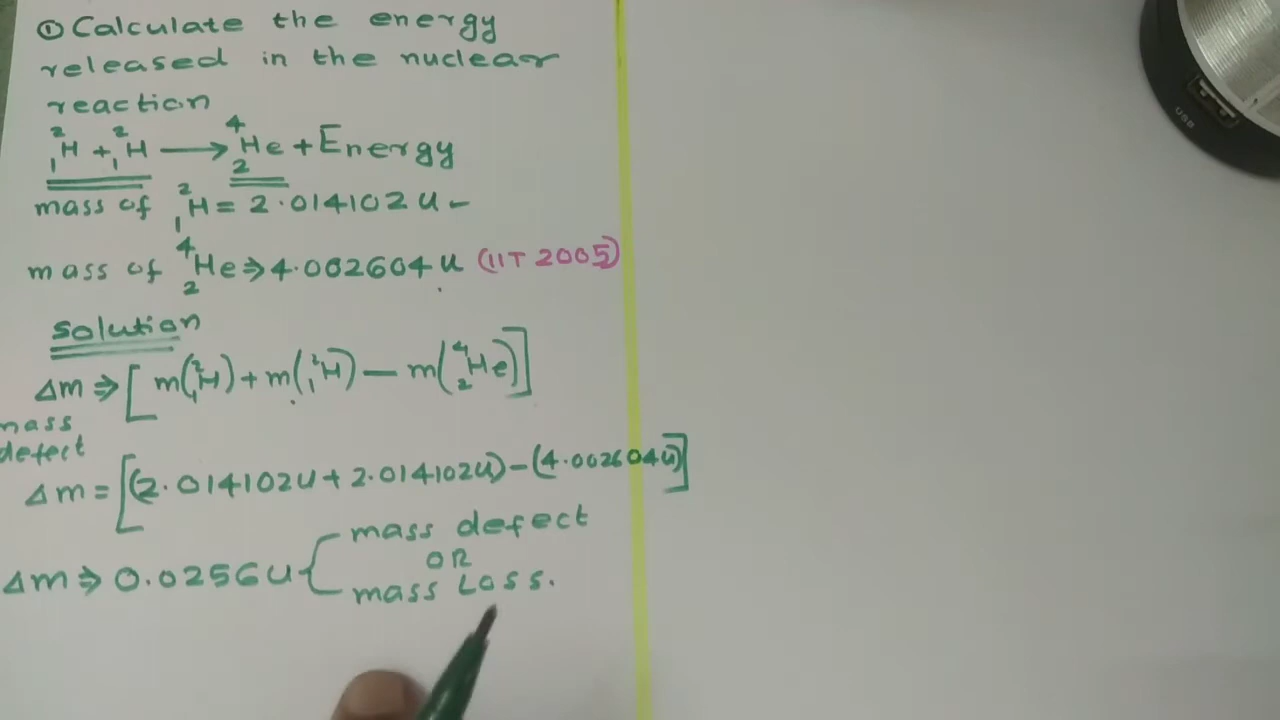 ① Calculate the energy
released in the nuclear
reaction
²₁H + ²₁H ⟶ ⁴₂He + Energy
mass of ²₁H = 2.014102 u
mass of ⁴₂He ⇒ 4.002604 u (IIT 2005)
Solution
Δm ⇒ [m(²₁H) + m(²₁H) — m(⁴₂He)]
mass
defect
Δm = [(2.014102u + 2.014102u) – (4.002604u)]
Δm ⇒ 0.0256u { mass defect
OR
mass Loss.
USB